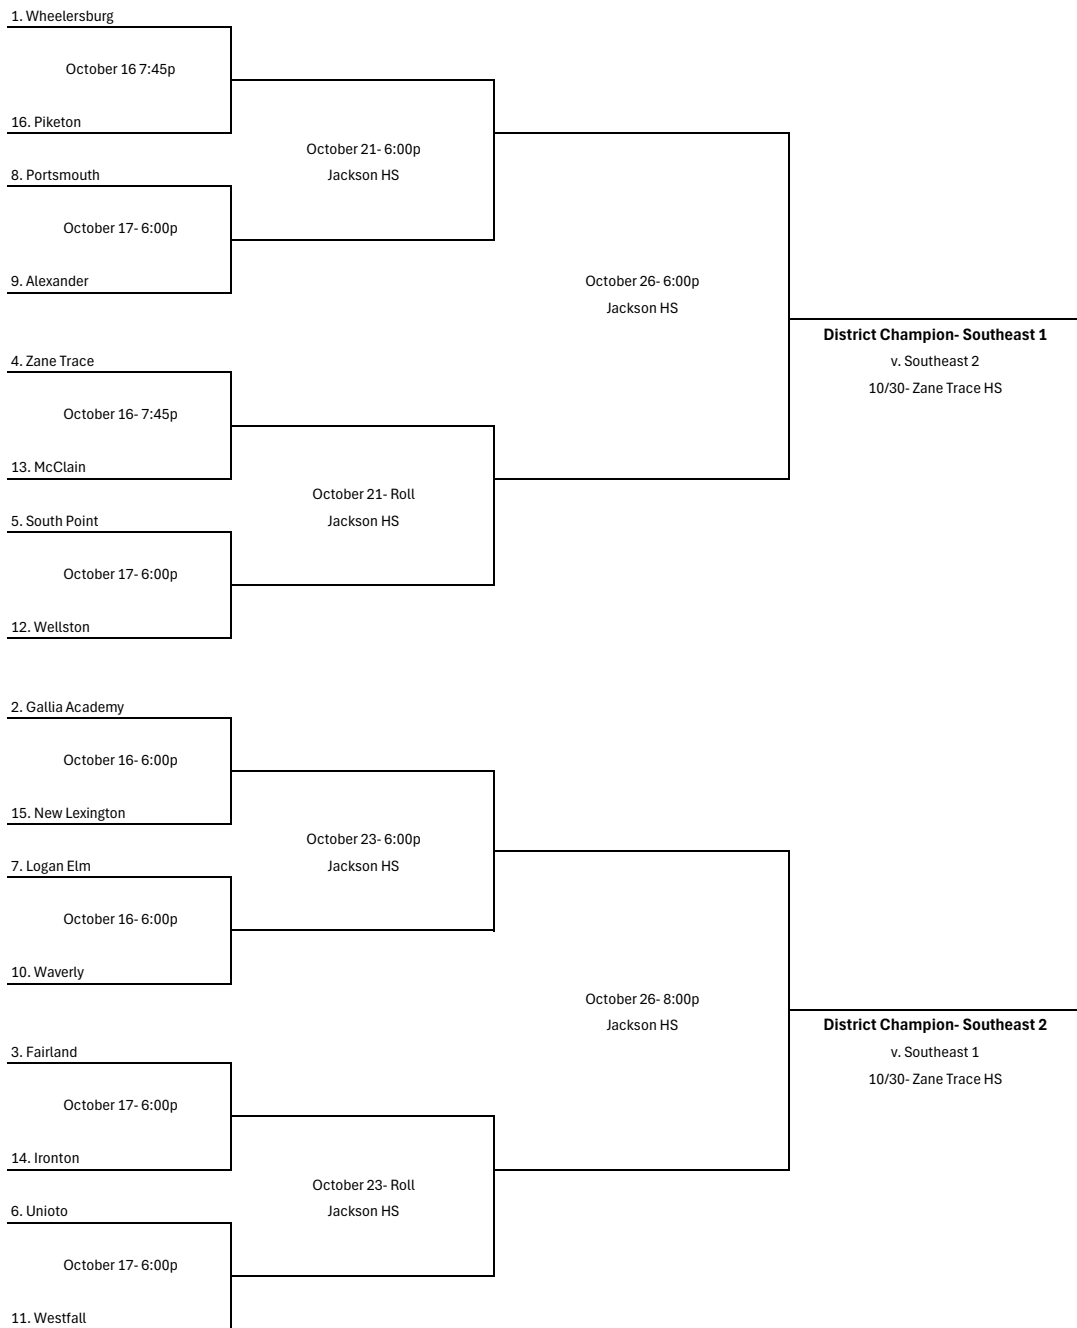 1. Wheelersburg
October 16 7:45p
16. Piketon
October 21- 6:00p
Jackson HS
8. Portsmouth
October 17- 6:00p
9. Alexander
October 26- 6:00p
Jackson HS
District Champion- Southeast 1
v. Southeast 2
10/30- Zane Trace HS
4. Zane Trace
October 16- 7:45p
13. McClain
October 21- Roll
Jackson HS
5. South Point
October 17- 6:00p
12. Wellston
2. Gallia Academy
October 16- 6:00p
15. New Lexington
October 23- 6:00p
Jackson HS
7. Logan Elm
October 16- 6:00p
10. Waverly
October 26- 8:00p
Jackson HS
District Champion- Southeast 2
v. Southeast 1
10/30- Zane Trace HS
3. Fairland
October 17- 6:00p
14. Ironton
October 23- Roll
Jackson HS
6. Unioto
October 17- 6:00p
11. Westfall